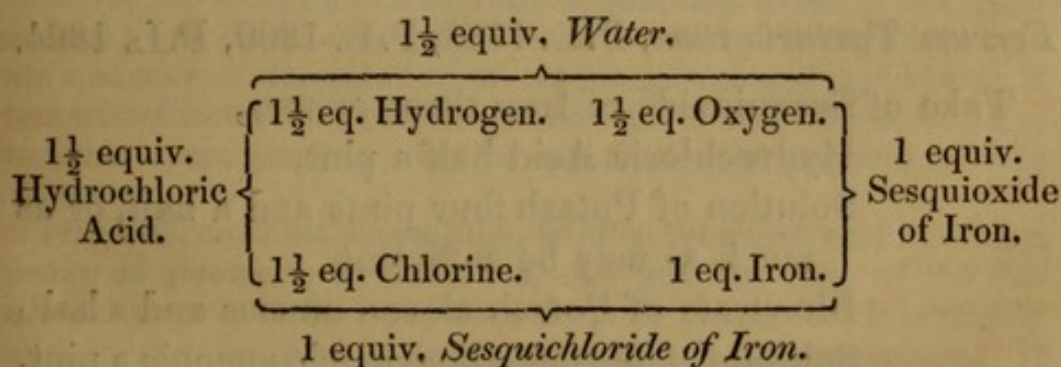 1½ equiv. Water.
1½ eq. Hydrogen. 1½ eq. Oxygen.
1½ equiv.
Hydrochloric
Acid.
1 equiv.
Sesquioxide
of Iron.
1½ eq. Chlorine. 1 eq. Iron.
1 equiv. Sesquichloride of Iron.